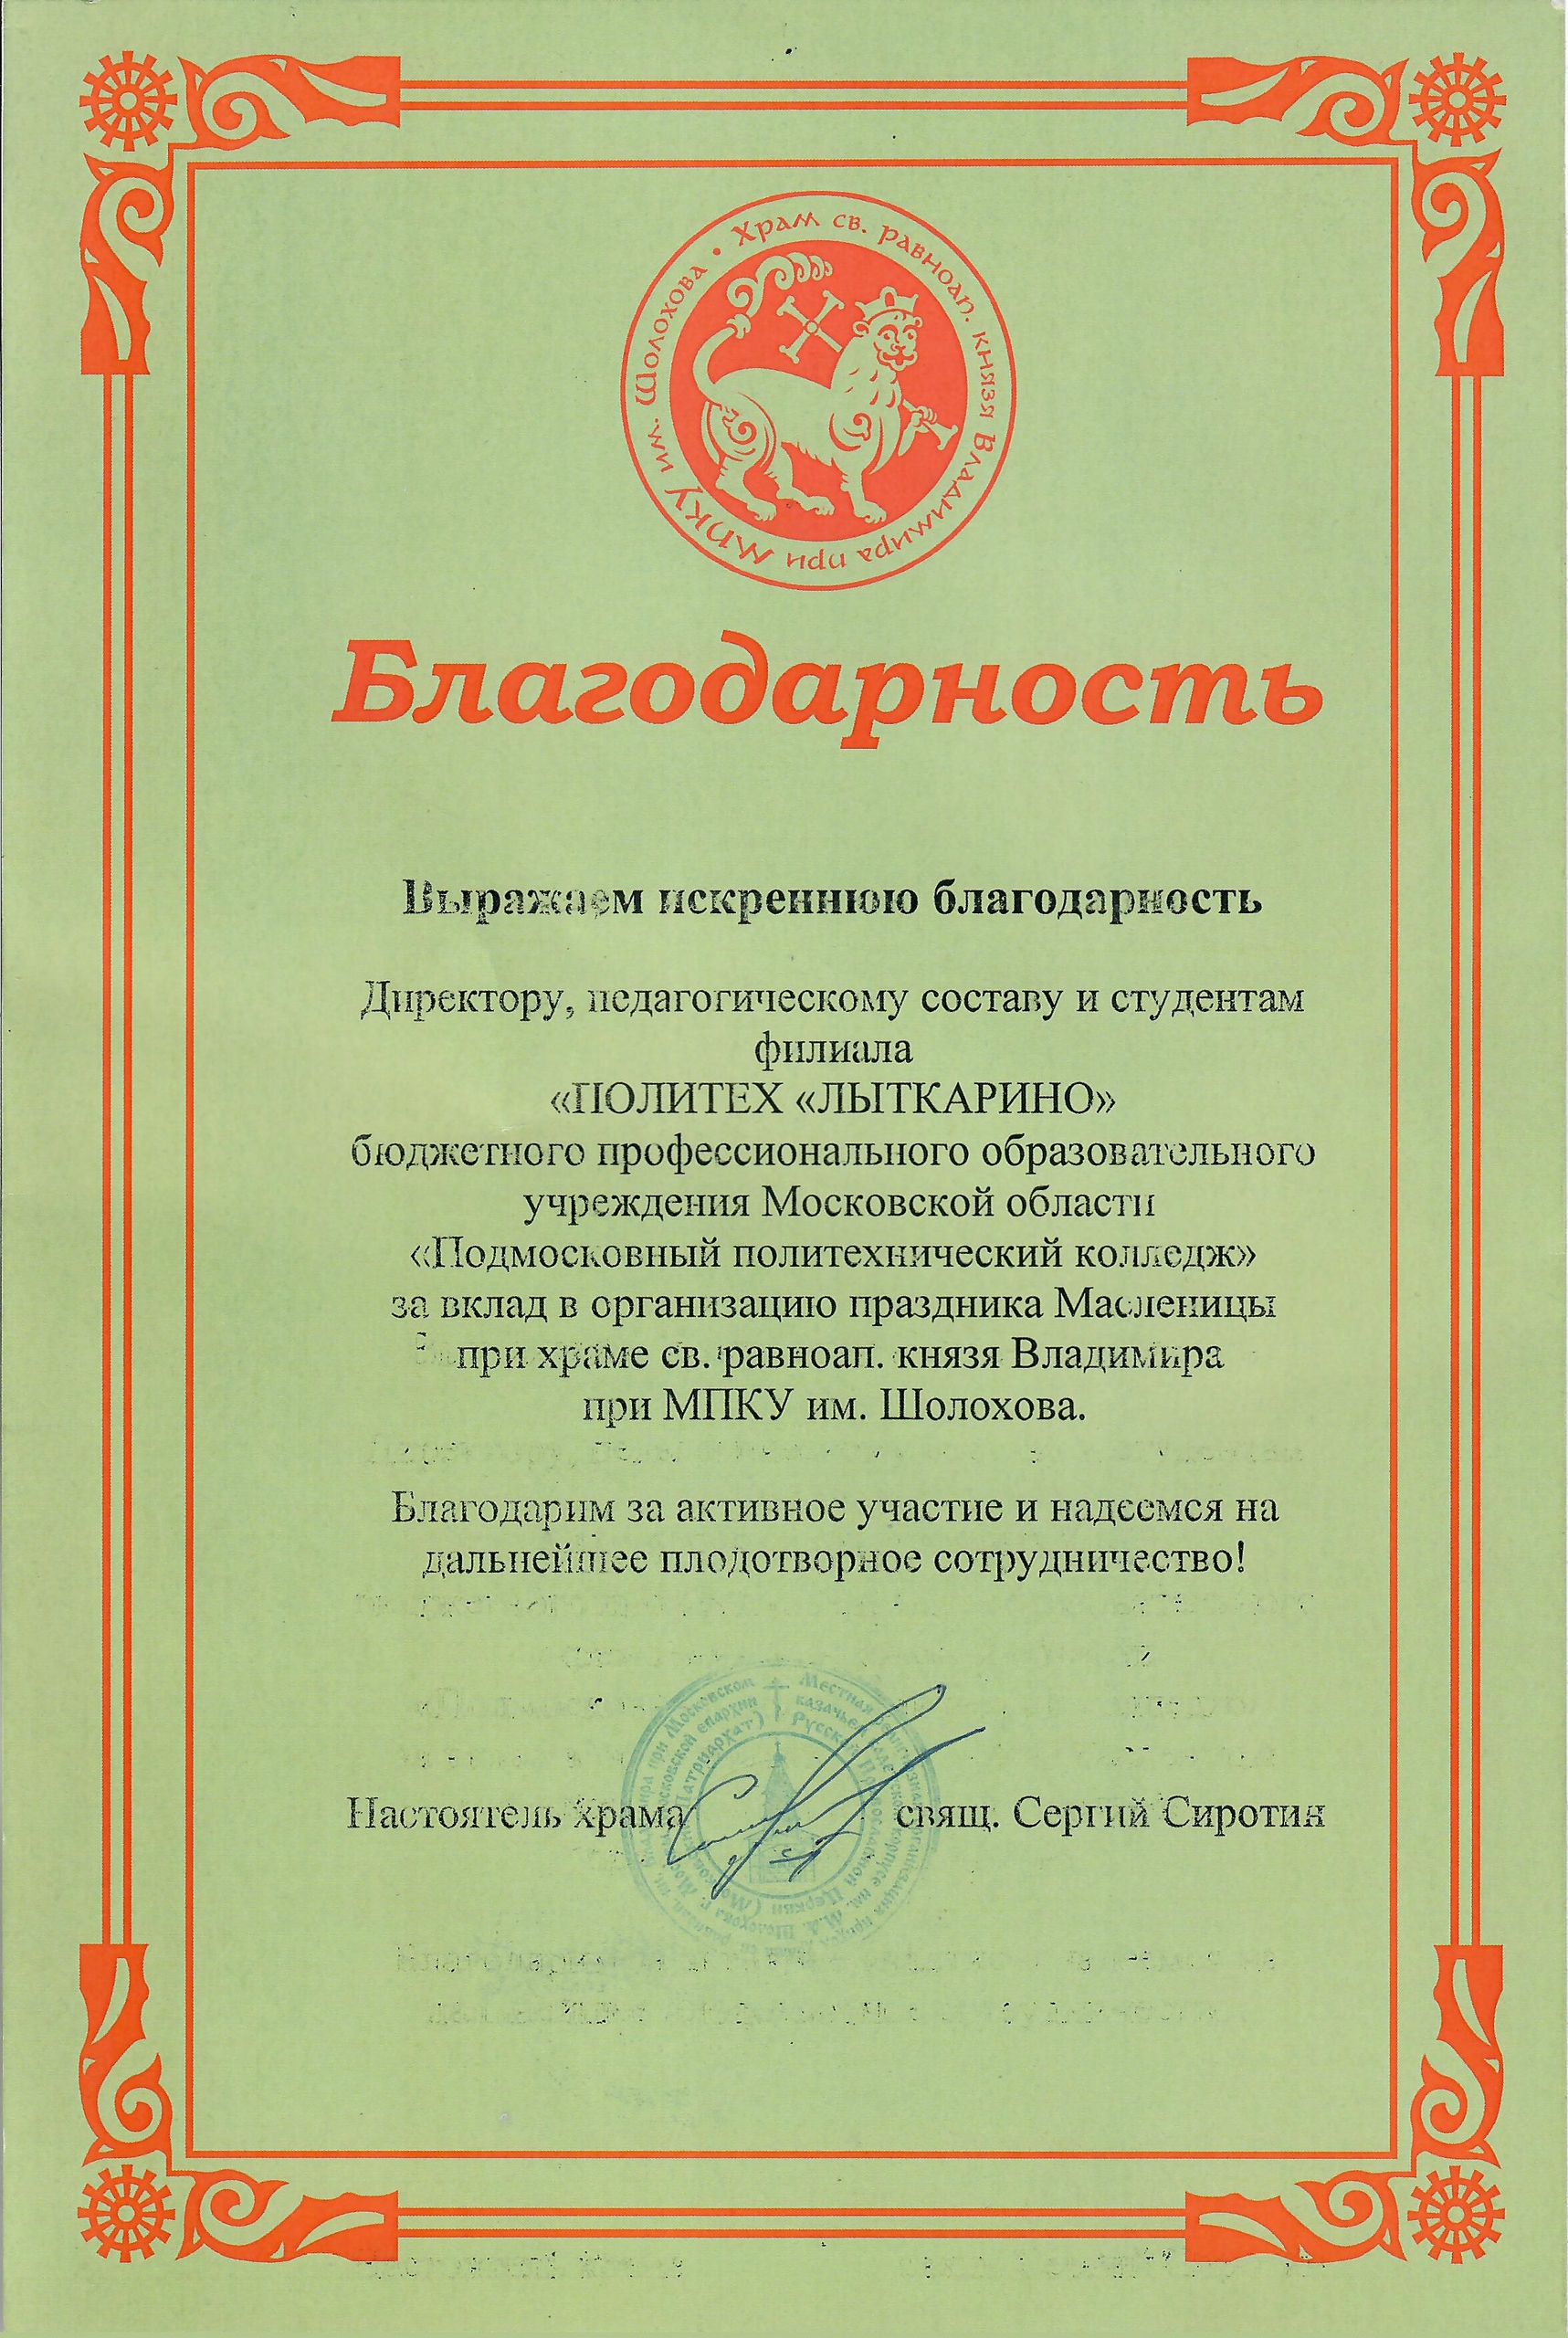 Храм св. равноап. князя Владимира при МПКУ им. Шолохова •
Благодарность
Выражаем искреннюю благодарность
Директору, педагогическому составу и студентам
филиала
«ПОЛИТЕХ «ЛЫТКАРИНО»
бюджетного профессионального образовательного
учреждения Московской области
«Подмосковный политехнический колледж»
за вклад в организацию праздника Масленицы
при храме св. равноап. князя Владимира
при МПКУ им. Шолохова.
Благодарим за активное участие и надеемся на
дальнейшее плодотворное сотрудничество!
Настоятель храма свящ. Сергий Сиротин